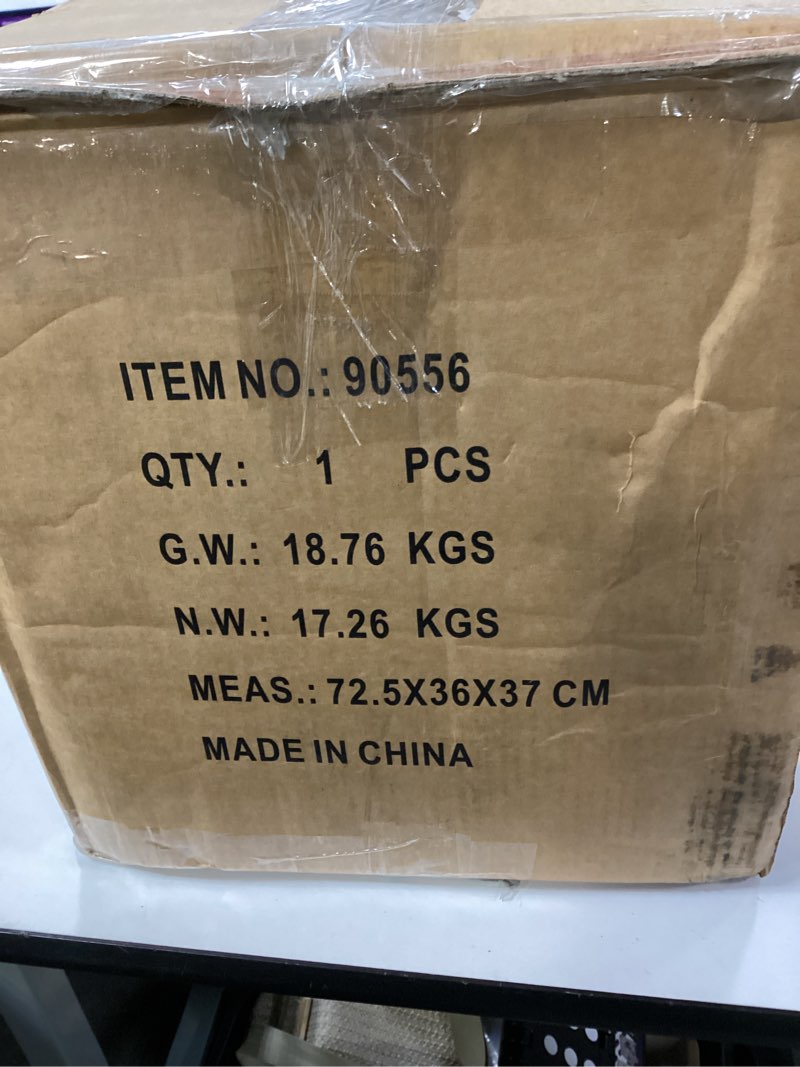 ITEM NO.: 90556
QTY.: 1 PCS
G.W.: 18.76 KGS
N.W.: 17.26 KGS
MEAS.: 72.5X36X37 CM
MADE IN CHINA